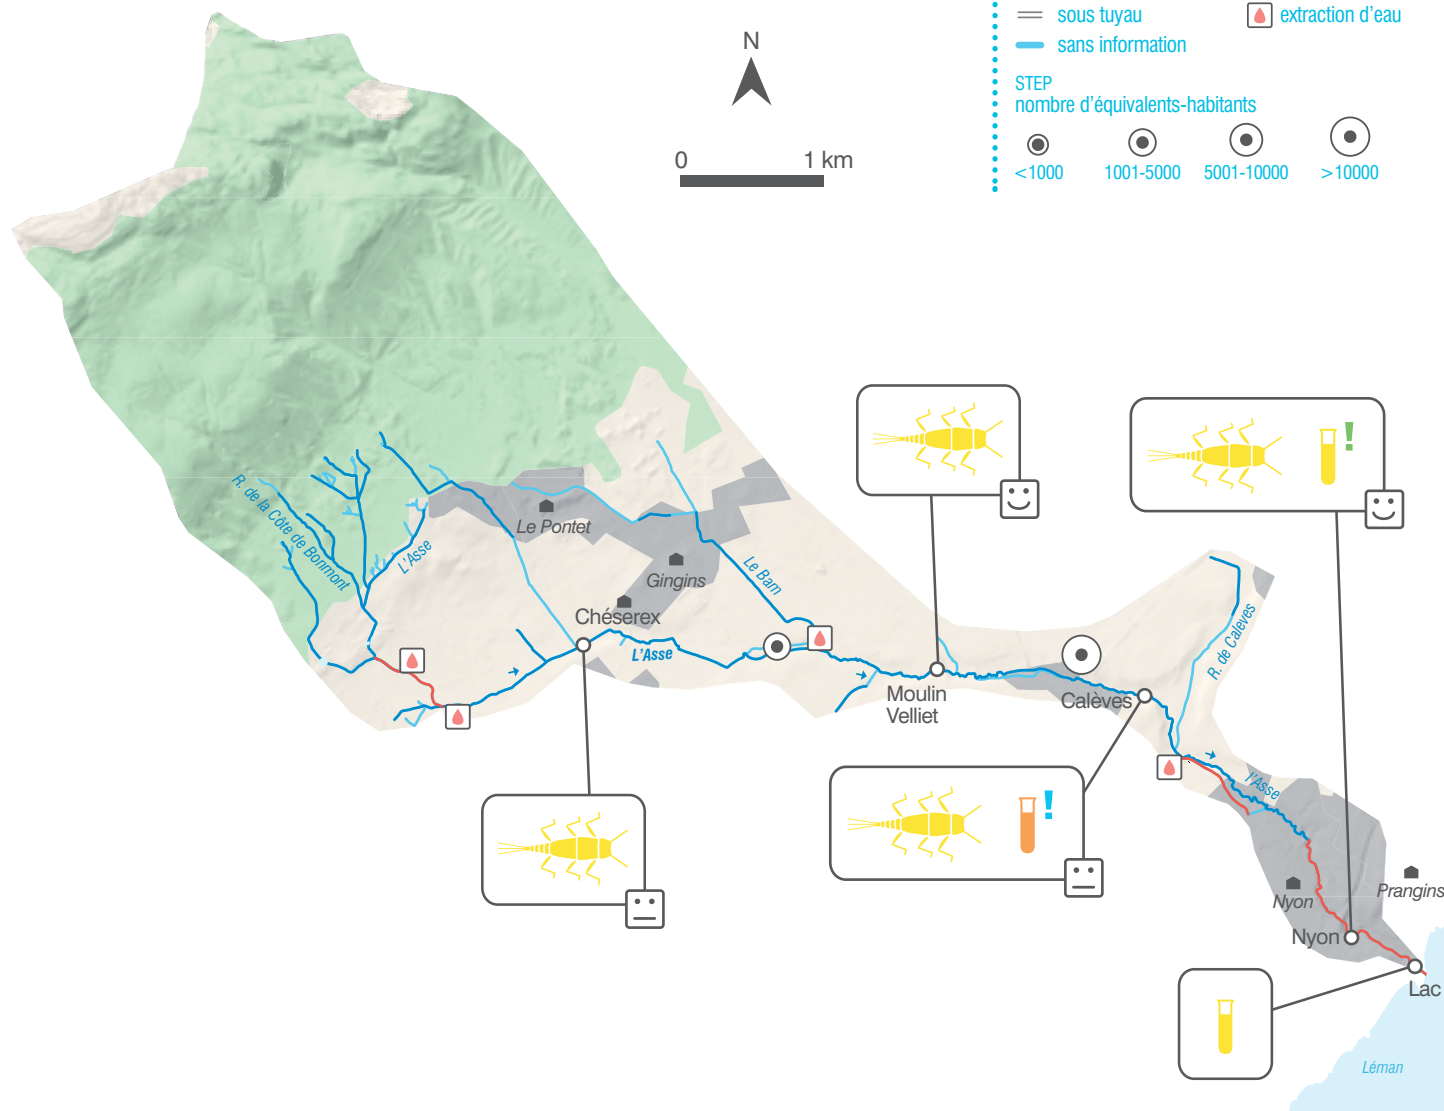 sous tuyau
extraction d'eau
sans information
STEP
nombre d'équivalents-habitants
<1000
1001-5000
5001-10000
>10000
N
0
1 km
R. de la Côte de Bonmont
L'Asse
Le Pontet
Gingins
Le Bam
Chéserex
L'Asse
Moulin
Velliet
Calèves
R. de Calèves
l'Asse
!
!
Nyon
Prangins
Nyon
Lac
Léman